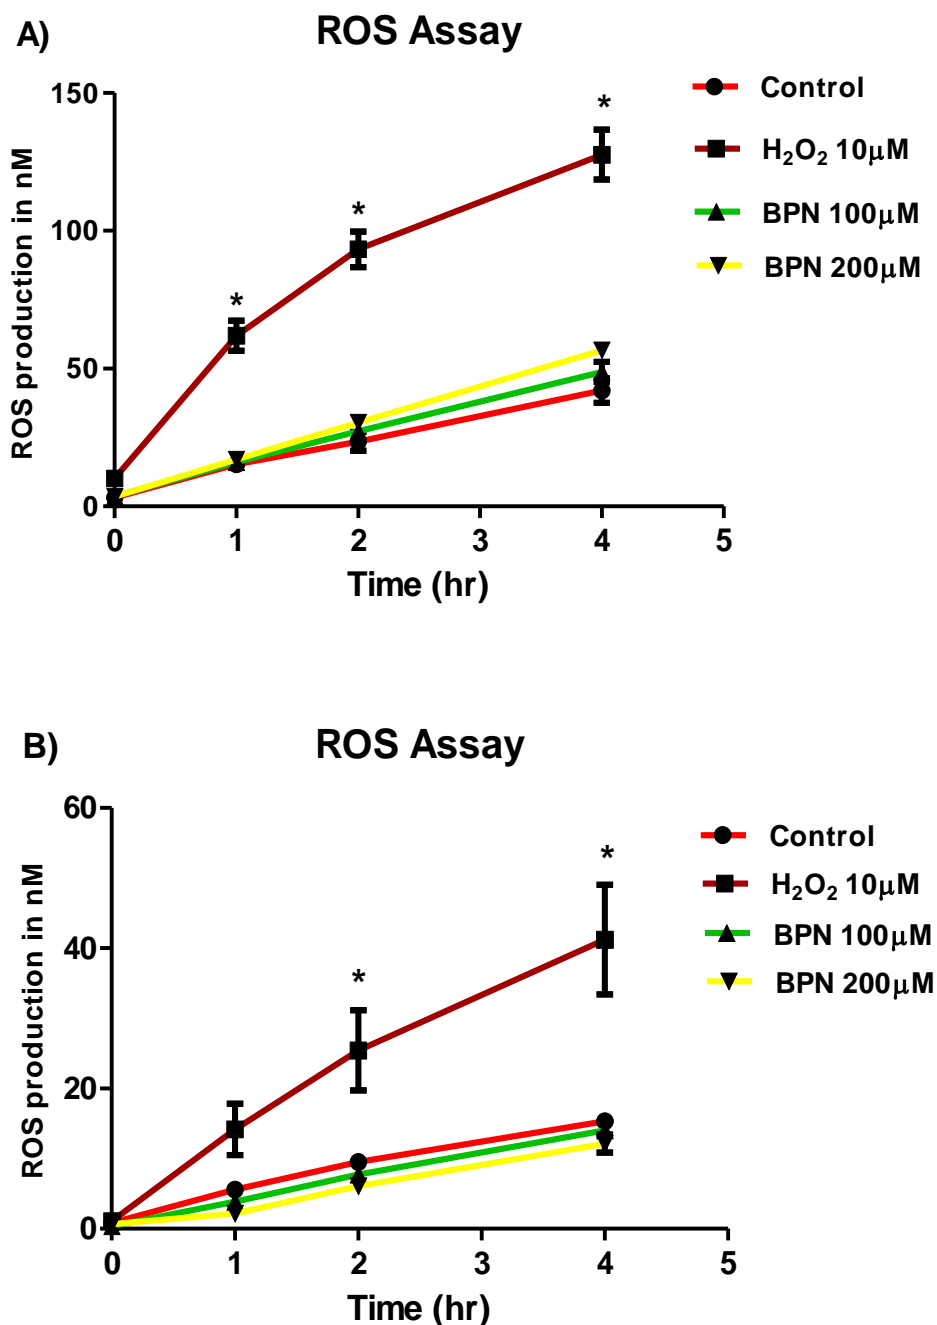 A)
ROS Assay
ROS production in nM
150
100
50
0
*
*
*
0 1 2 3 4 5
Time (hr)
Control
H₂O₂ 10μM
BPN 100μM
BPN 200μM
B)
ROS Assay
ROS production in nM
60
40
20
0
*
*
0 1 2 3 4 5
Time (hr)
Control
H₂O₂ 10μM
BPN 100μM
BPN 200μM